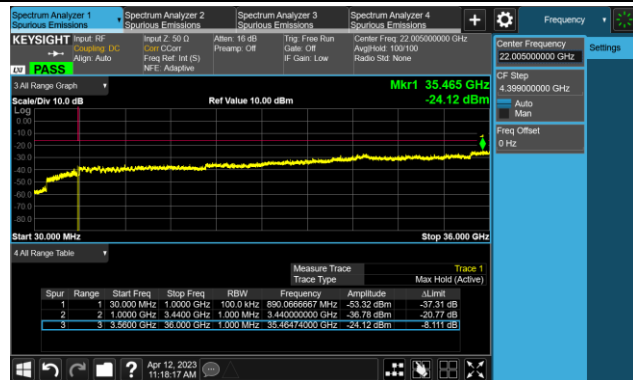 Spectrum Analyzer 1
Spurious Emissions
Spectrum Analyzer 2
Spurious Emissions
Spectrum Analyzer 3
Spurious Emissions
Spectrum Analyzer 4
Spurious Emissions
Frequency
KEYSIGHT
Input: RF
Coupling: DC
Align: Auto
Input Z: 50 Ω
Corr CCorr
Freq Ref: Int (S)
NFE: Adaptive
Atten: 16 dB
Preamp: Off
Trig: Free Run
Gate: Off
IF Gain: Low
Center Freq: 22.005000000 GHz
Avg|Hold: 100/100
Radio Std: None
LXI PASS
Center Frequency
22.005000000 GHz
Settings
CF Step
4.399000000 GHz
Auto
Man
Freq Offset
0 Hz
3 All Range Graph
Mkr1 35.465 GHz
Scale/Div 10.0 dB
Ref Value 10.00 dBm
-24.12 dBm
Log
0.00
-10.0
-20.0
-30.0
-40.0
-50.0
-60.0
-70.0
-80.0
1
Start 30.000 MHz
Stop 36.000 GHz
4 All Range Table
Measure Trace Trace 1
Trace Type Max Hold (Active)
Spur Range Start Freq Stop Freq RBW Frequency Amplitude ΔLimit
1 1 30.000 MHz 1.0000 GHz 100.0 kHz 890.0666667 MHz -53.32 dBm -37.31 dB
2 2 1.0000 GHz 3.4400 GHz 1.000 MHz 3.440000000 GHz -36.78 dBm -20.77 dB
3 3 3.5600 GHz 36.000 GHz 1.000 MHz 35.46474000 GHz -24.12 dBm -8.111 dB
Apr 12, 2023
11:18:17 AM